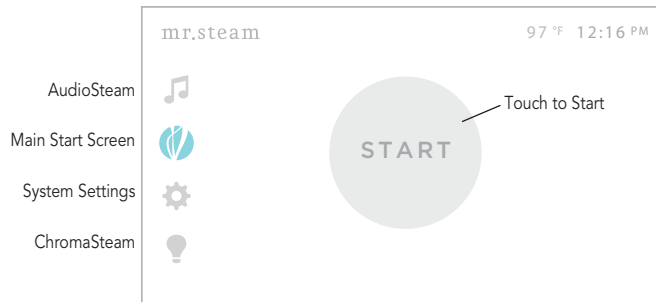 mr.steam
97 °F 12:16 PM
AudioSteam
Main Start Screen
System Settings
ChromaSteam
START
Touch to Start